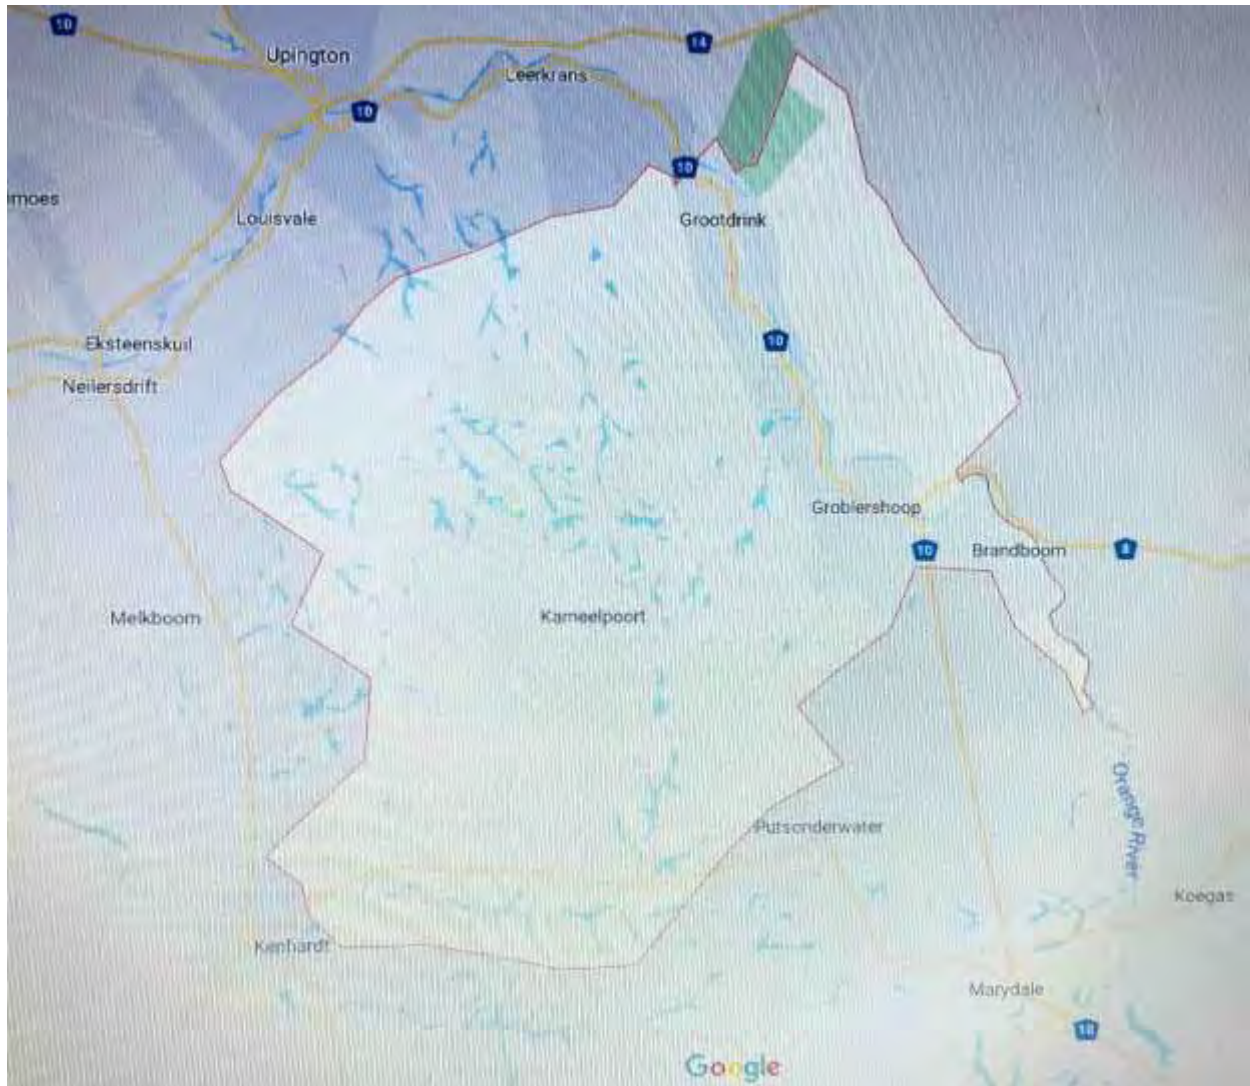 10
14
Upington
Leerkrans
10
10
moes
Louisvale
Grootdrink
10
Eksteenskuil
Neilersdrift
Groblershoop
10
Brandboom
8
Melkboom
Kameelpoort
Orange River
Putsonderwater
Koegas
Kenhardt
Marydale
10
Google